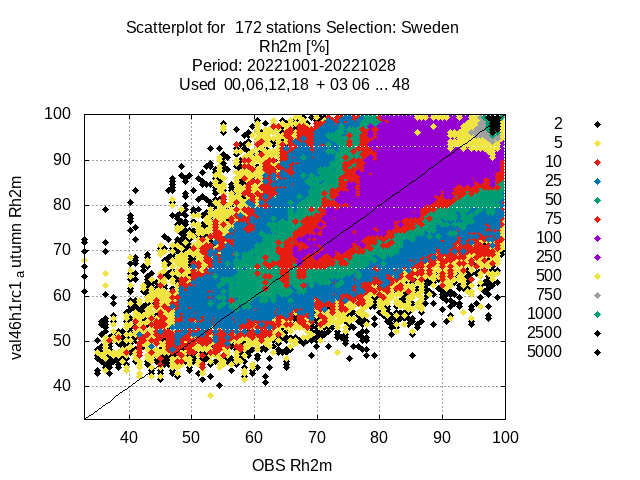 Scatterplot for  172 stations Selection: Sweden
Rh2m [%]
Period: 20221001-20221028
Used  00,06,12,18  + 03 06 ... 48
100
90
80
70
60
50
40
val46h1rc1 a utumn Rh2m
40 50 60 70 80 90 100
OBS Rh2m
2
5
10
25
50
75
100
250
500
750
1000
2500
5000